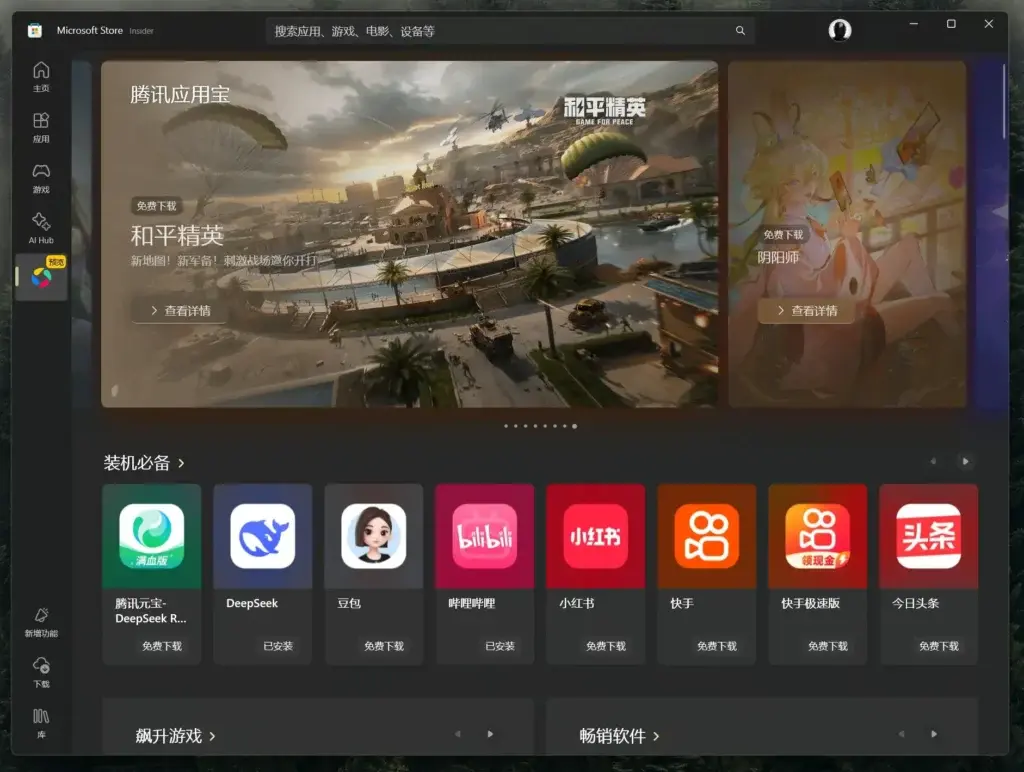 Microsoft Store Insider
搜索应用、游戏、电影、设备等
主页
应用
游戏
AI Hub
预览
新增功能
下载
库
腾讯应用宝
和平精英
GAME FOR PEACE
免费下载
和平精英
新地图！新军备！刺激战场邀你开打
查看详情
免费下载
阴阳师
查看详情
装机必备
满血版
bilibili
小红书
领现金
头条
腾讯元宝-
DeepSeek R...
免费下载
DeepSeek
已安装
豆包
免费下载
哔哩哔哩
已安装
小红书
免费下载
快手
免费下载
快手极速版
免费下载
今日头条
免费下载
飙升游戏
畅销软件